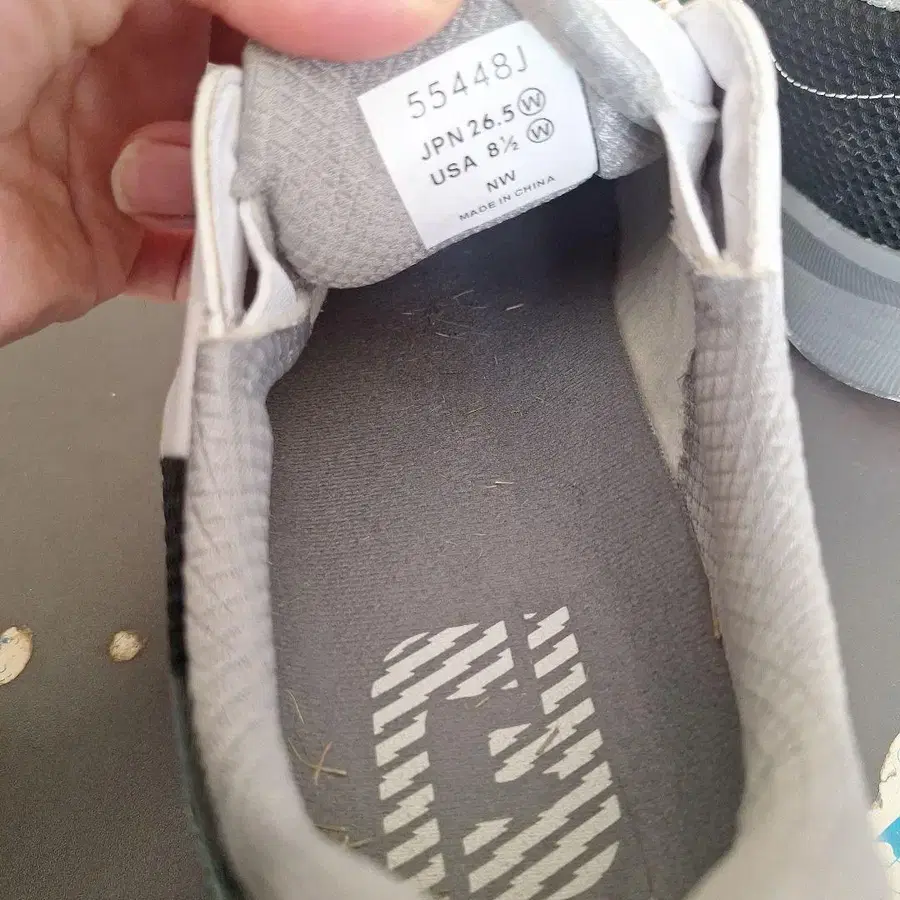 55448J
JPN 26.5 Ⓦ
USA 8½ Ⓦ
NW
MADE IN CHINA